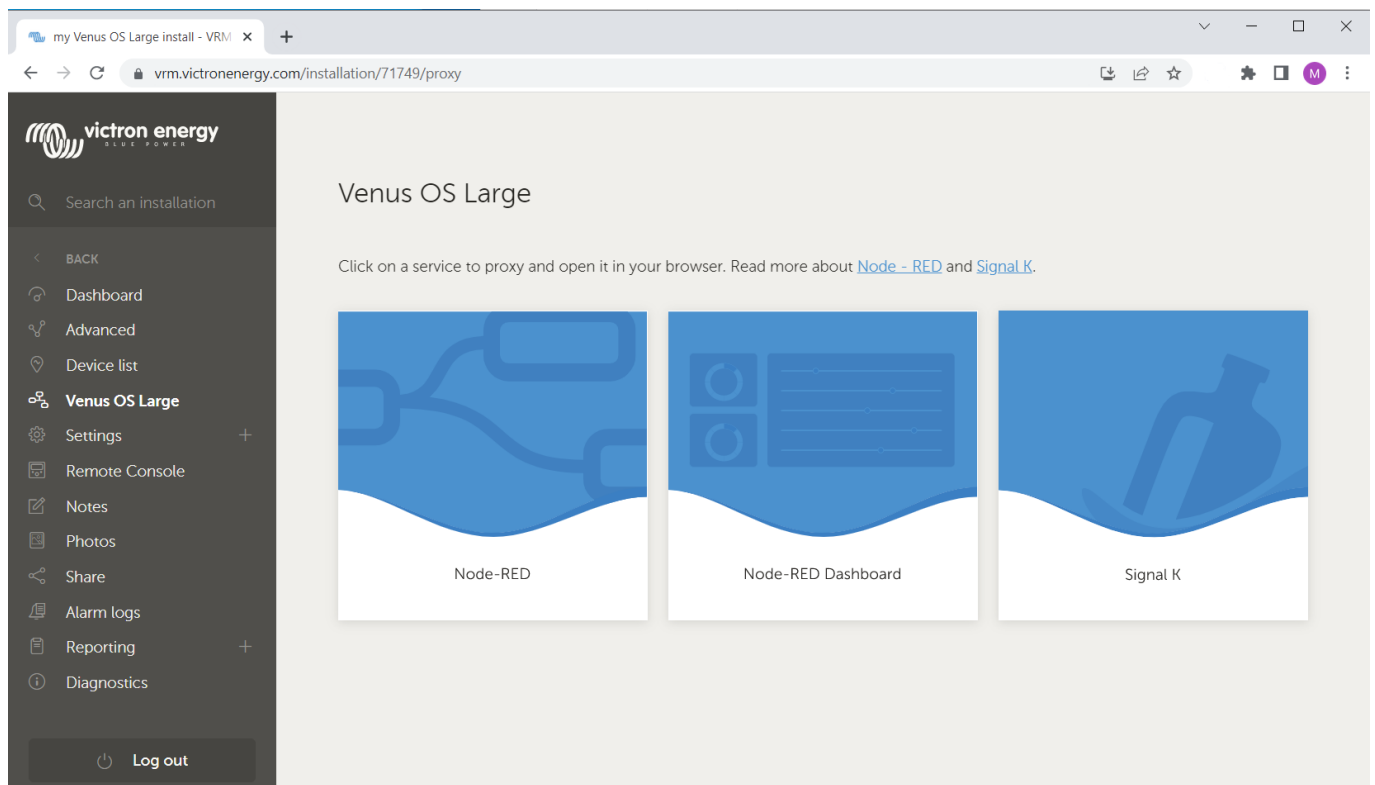 my Venus OS Large install - VRM
vrm.victronenergy.com/installation/71749/proxy
M
victron energy
BLUE POWER
Search an installation
BACK
Dashboard
Advanced
Device list
Venus OS Large
Settings
Remote Console
Notes
Photos
Share
Alarm logs
Reporting
Diagnostics
Log out
Venus OS Large
Click on a service to proxy and open it in your browser. Read more about Node - RED and Signal K.
Node-RED
Node-RED Dashboard
Signal K